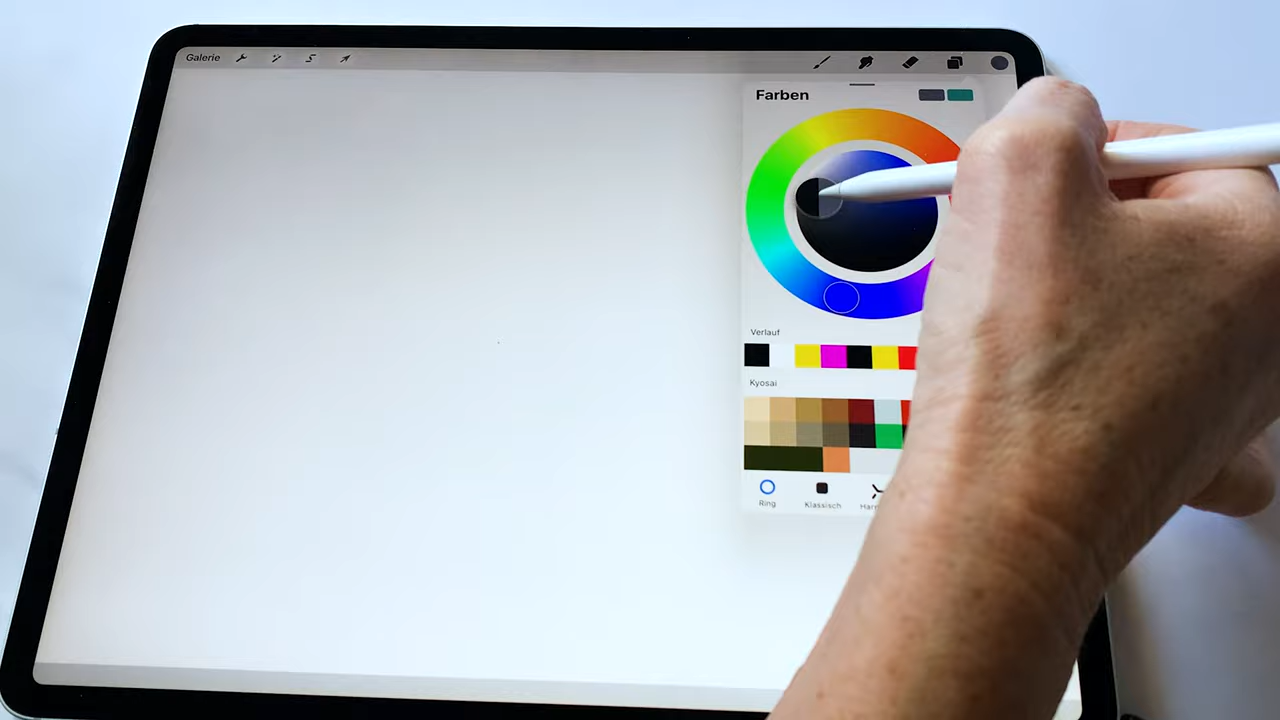 Galerie
Farben
Verlauf
Kyosai
Ring
Klassisch